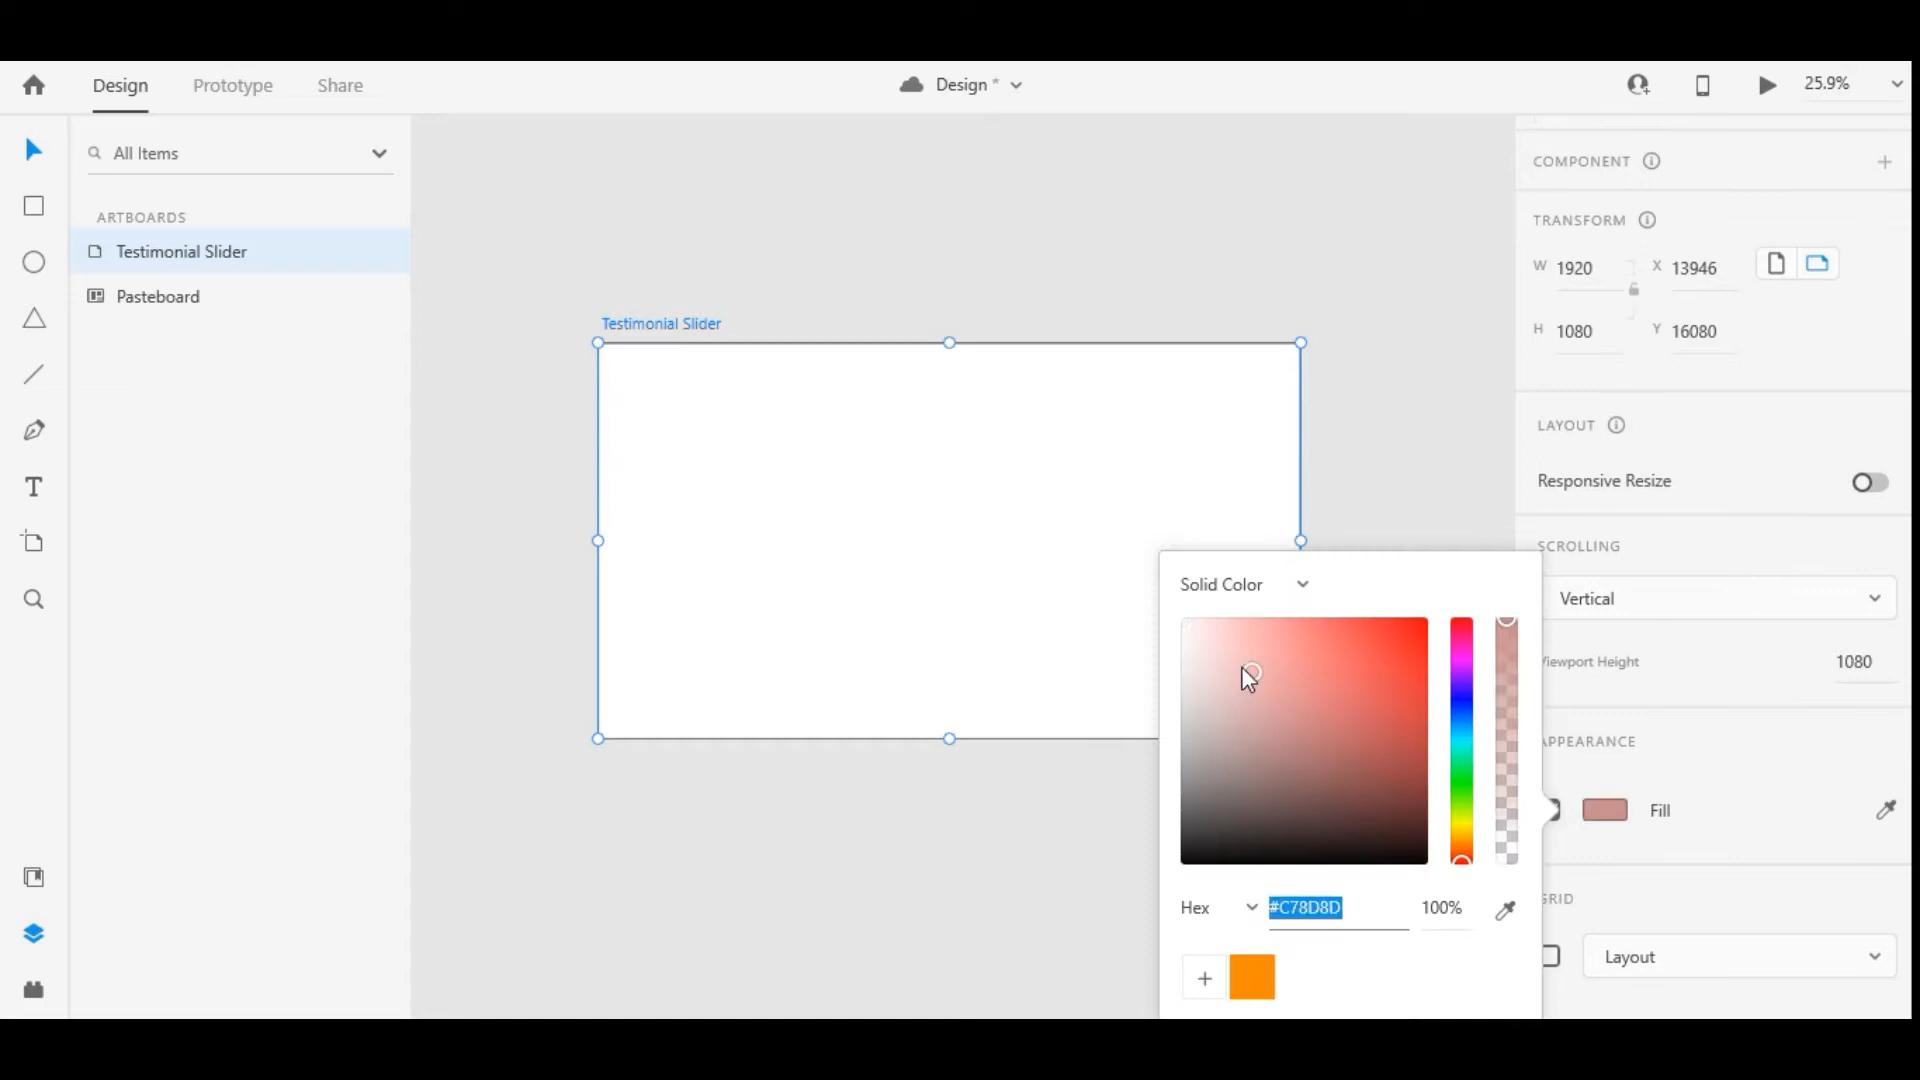 Design
Prototype
Share
Design *
25.9%
All Items
ARTBOARDS
Testimonial Slider
Pasteboard
Testimonial Slider
COMPONENT
TRANSFORM
W 1920
X 13946
H 1080
Y 16080
LAYOUT
Responsive Resize
SCROLLING
Vertical
Viewport Height
1080
APPEARANCE
Fill
GRID
Layout
Solid Color
Hex
#C78D8D
100%
T